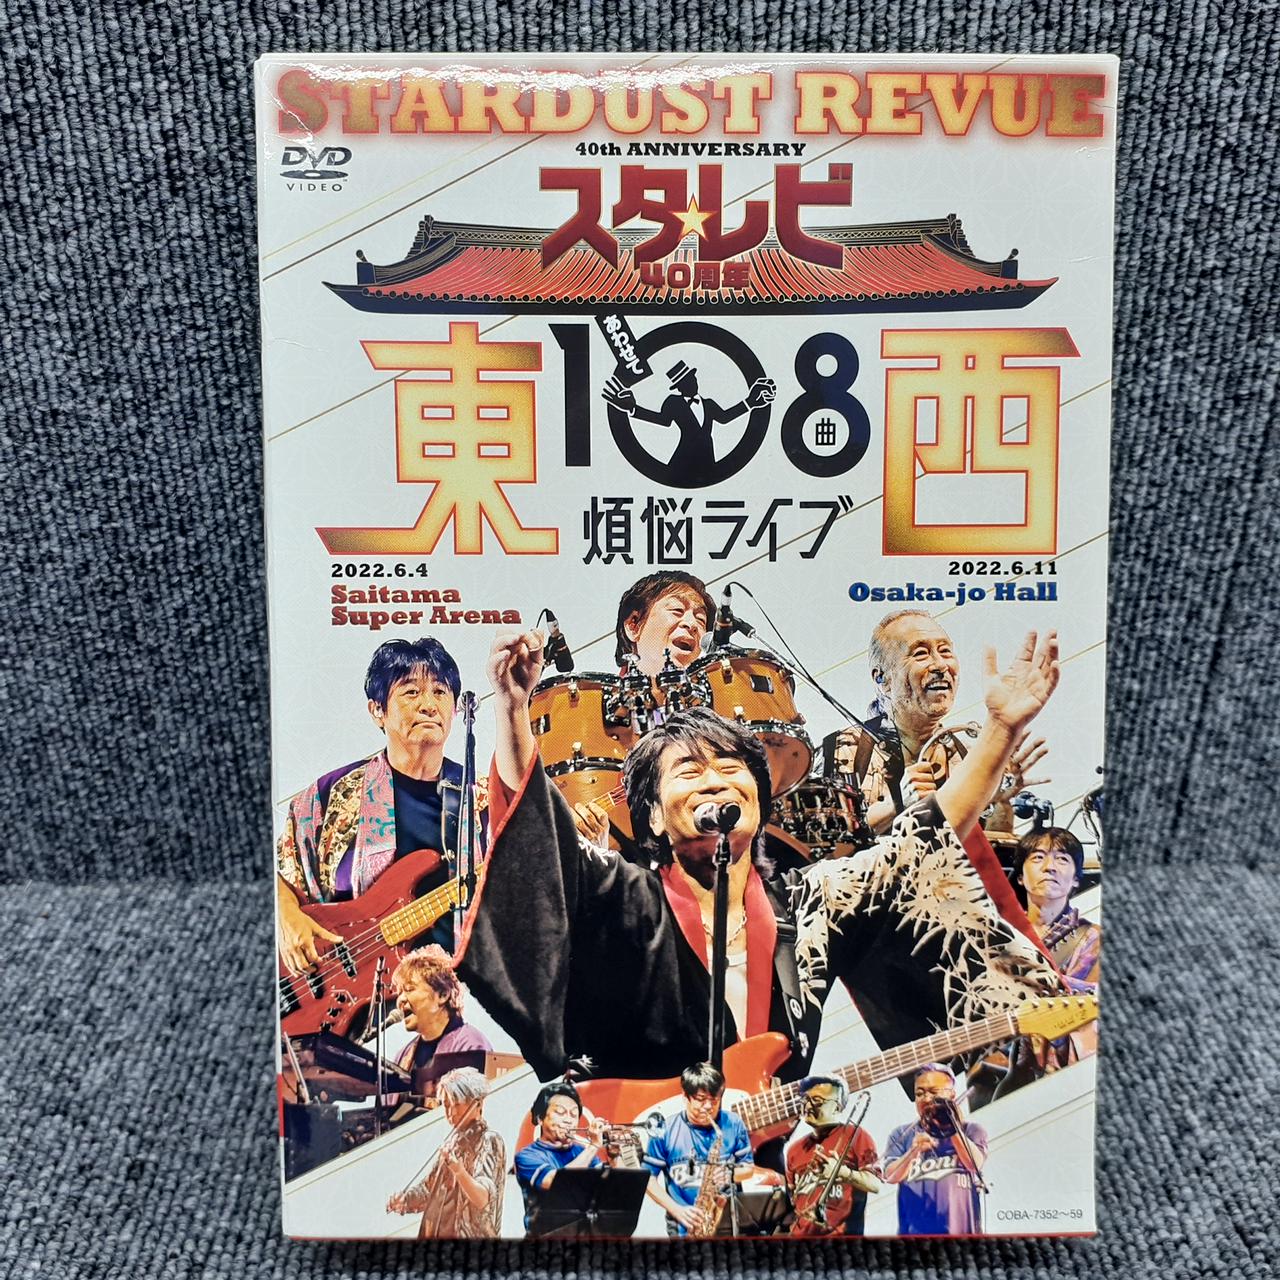 STARDUST REVUE
DVD
VIDEO
40th ANNIVERSARY
スタ★レビ
40周年
東
あわせて
108
曲
西
煩悩ライブ
2022.6.4
Saitama
Super Arena
2022.6.11
Osaka-jo Hall
COBA-7352〜59